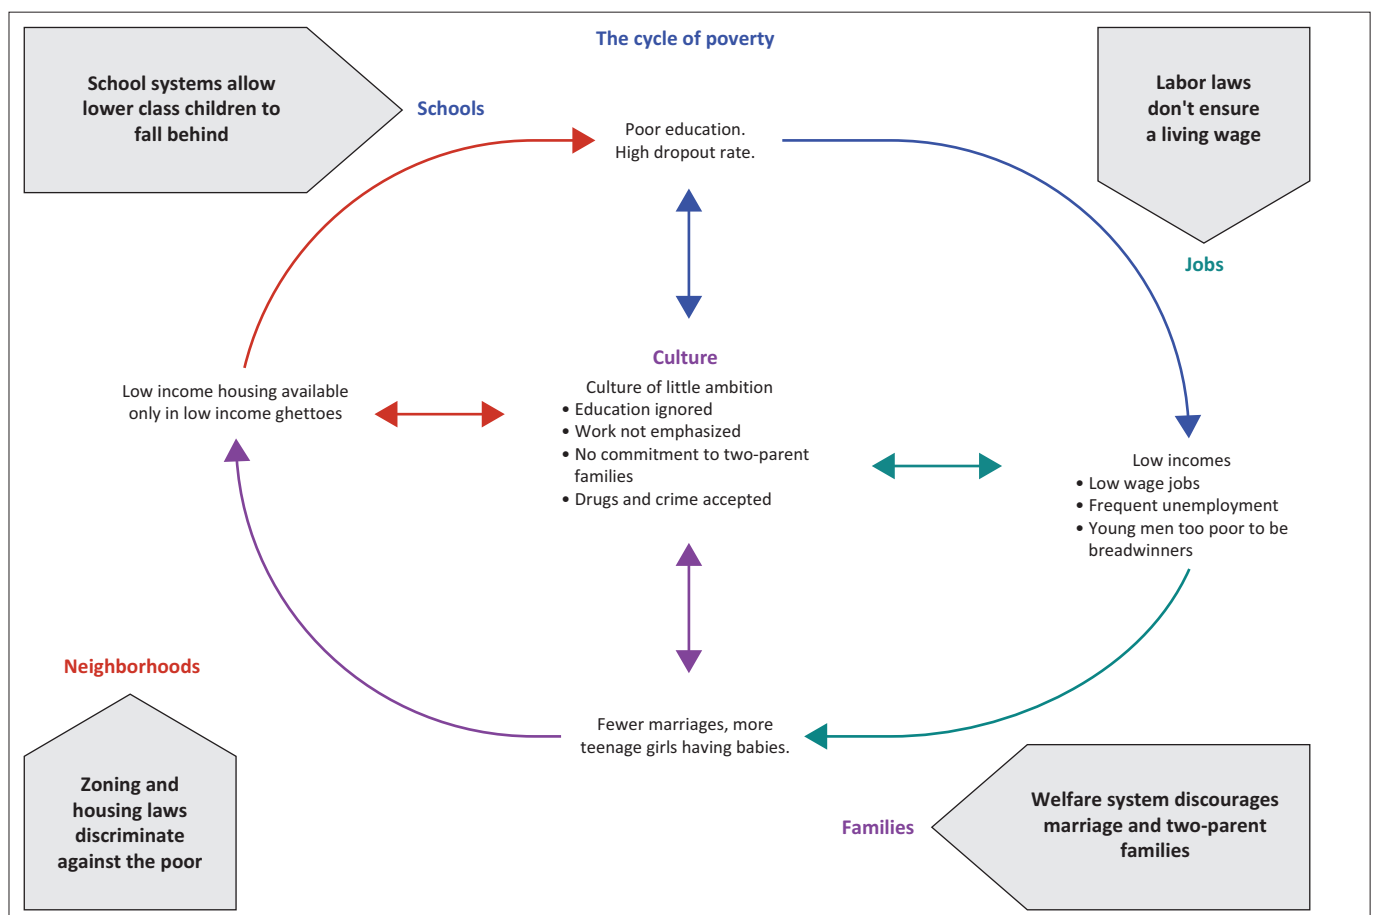 The cycle of poverty
School systems allow
lower class children to
fall behind
Schools
Poor education.
High dropout rate.
Labor laws
don't ensure
a living wage
Jobs
Culture
Culture of little ambition
• Education ignored
• Work not emphasized
• No commitment to two-parent
families
• Drugs and crime accepted
Low income housing available
only in low income ghettoes
Low incomes
• Low wage jobs
• Frequent unemployment
• Young men too poor to be
breadwinners
Neighborhoods
Zoning and
housing laws
discriminate
against the poor
Fewer marriages, more
teenage girls having babies.
Families
Welfare system discourages
marriage and two-parent
families